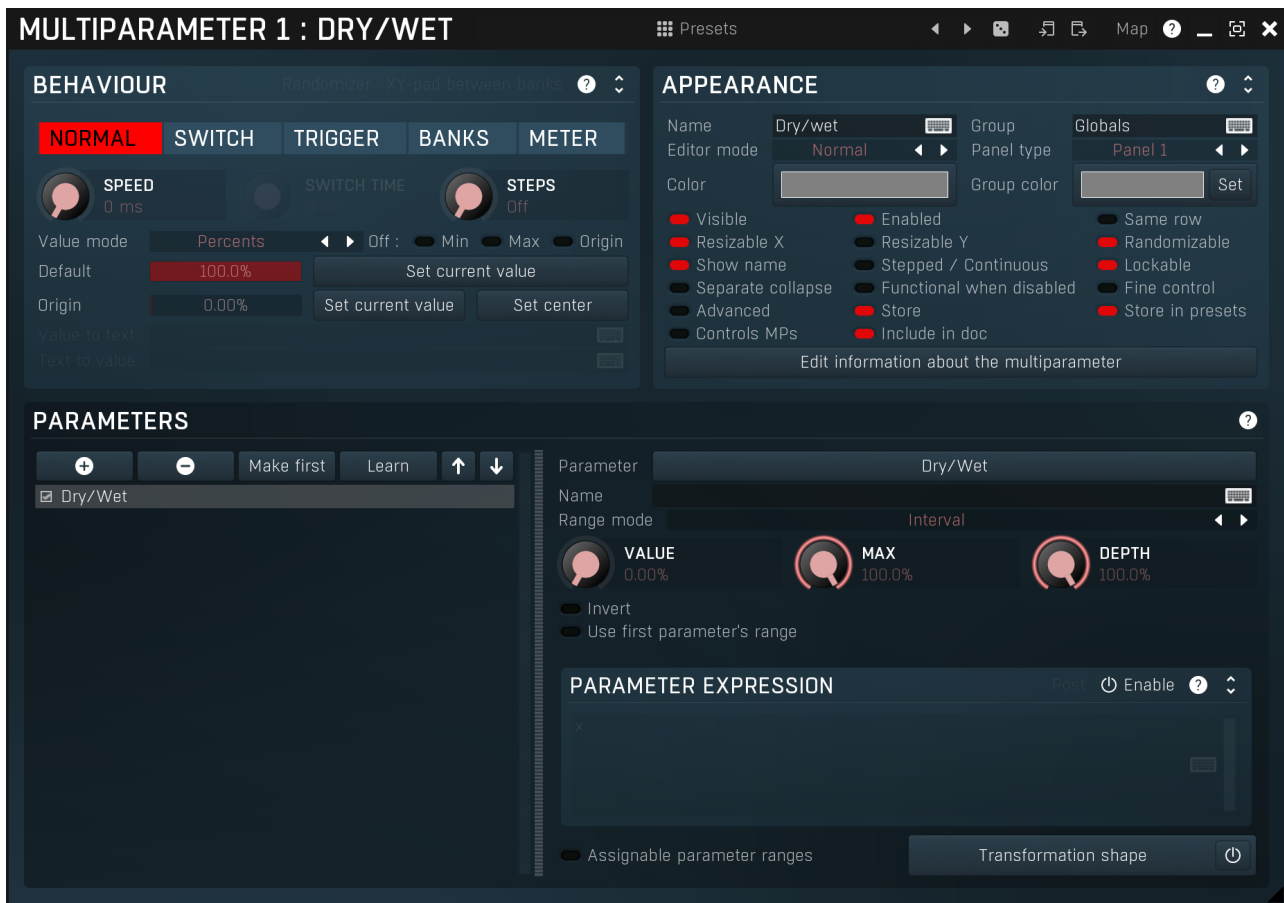 MULTIPARAMETER 1 : DRY/WET Presets Map ?
BEHAVIOUR Randomizer XY-pad between banks ?
NORMAL SWITCH TRIGGER BANKS METER
SPEED SWITCH TIME STEPS
0 ms Off
Value mode Percents Off : Min Max Origin
Default 100.0% Set current value
Origin 0.00% Set current value Set center
Value to text
Text to value
APPEARANCE ?
Name Dry/wet Group Globals
Editor mode Normal Panel type Panel 1
Color Group color Set
Visible Enabled Same row
Resizable X Resizable Y Randomizable
Show name Stepped / Continuous Lockable
Separate collapse Functional when disabled Fine control
Advanced Store Store in presets
Controls MPs Include in doc
Edit information about the multiparameter
PARAMETERS ?
Make first Learn
Dry/Wet
Parameter Dry/Wet
Name
Range mode Interval
VALUE MAX DEPTH
0.00% 100.0% 100.0%
Invert
Use first parameter's range
PARAMETER EXPRESSION Post Enable ?
x
Assignable parameter ranges Transformation shape